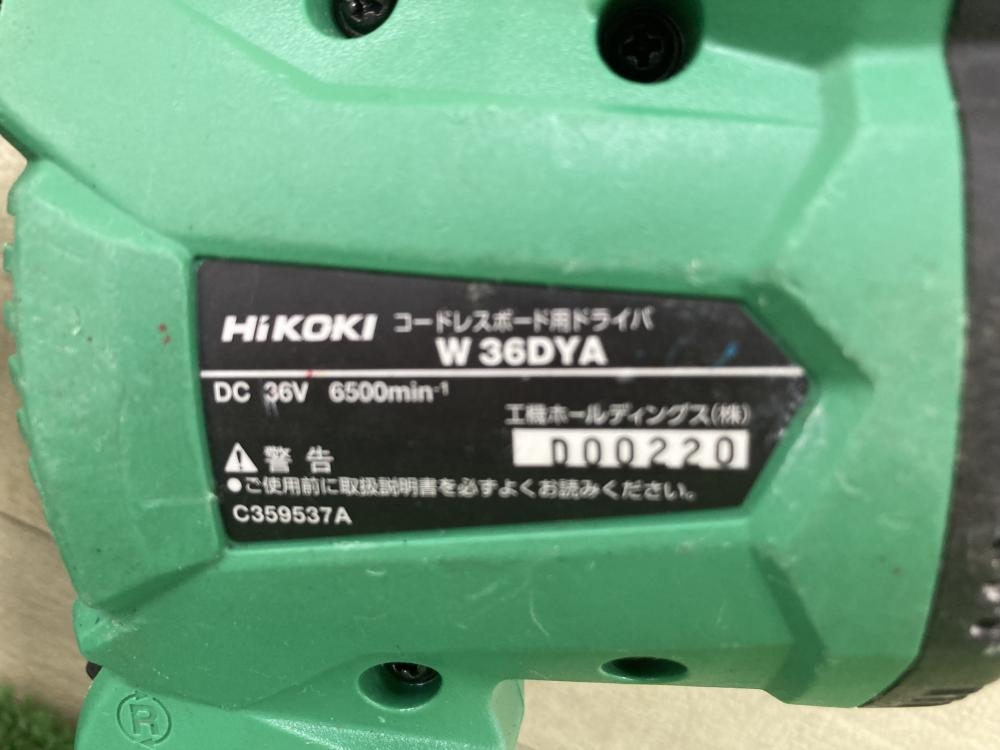 HiKOKI コードレスボード用ドライバ
W 36DYA
DC 36V 6500min⁻¹
工機ホールディングス(株)
D00220
警告
●ご使用前に取扱説明書を必ずよくお読みください。
C359537A
R